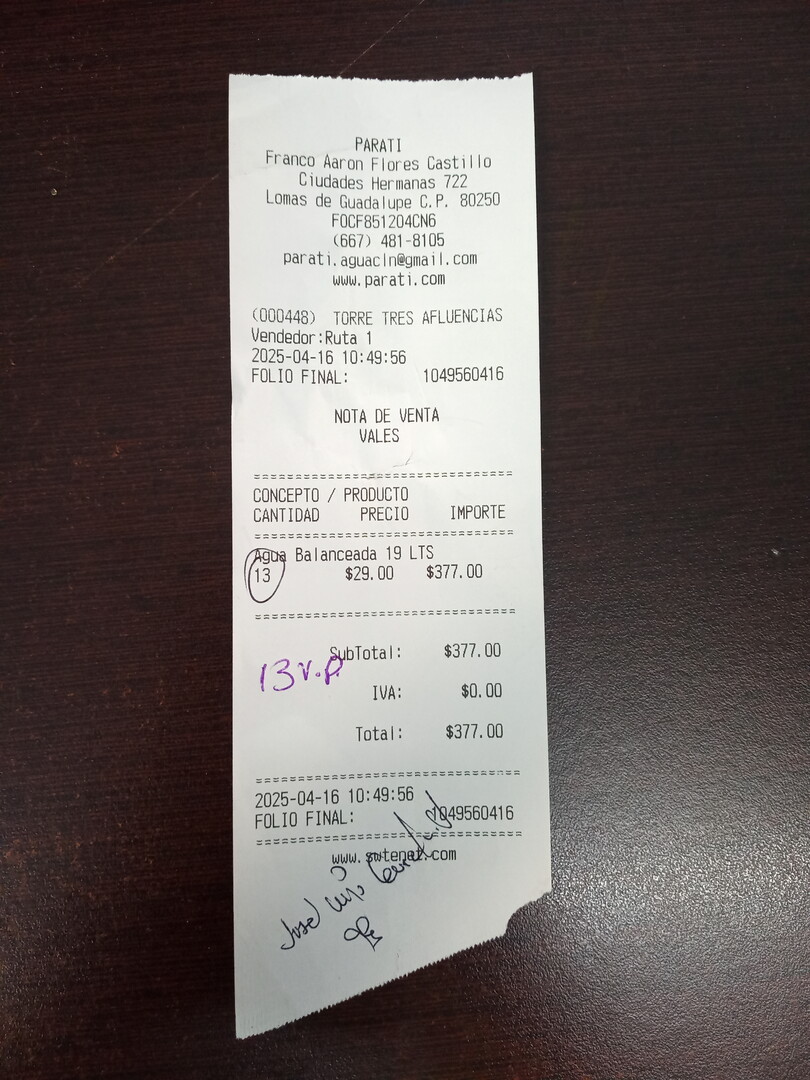 PARATI
Franco Aaron Flores Castillo
Ciudades Hermanas 722
Lomas de Guadalupe C.P. 80250
FOCF851204CN6
(667) 481-8105
parati.aguacln@gmail.com
www.parati.com
(000448) TORRE TRES AFLUENCIAS
Vendedor:Ruta 1
2025-04-16 10:49:56
FOLIO FINAL: 1049560416
NOTA DE VENTA
VALES
==================================
CONCEPTO / PRODUCTO
CANTIDAD PRECIO IMPORTE
==================================
Agua Balanceada 19 LTS
13 $29.00 $377.00
==================================
SubTotal: $377.00
13 v.p
IVA: $0.00
Total: $377.00
==================================
2025-04-16 10:49:56
FOLIO FINAL: 1049560416
==================================
www.swtenet.com
José